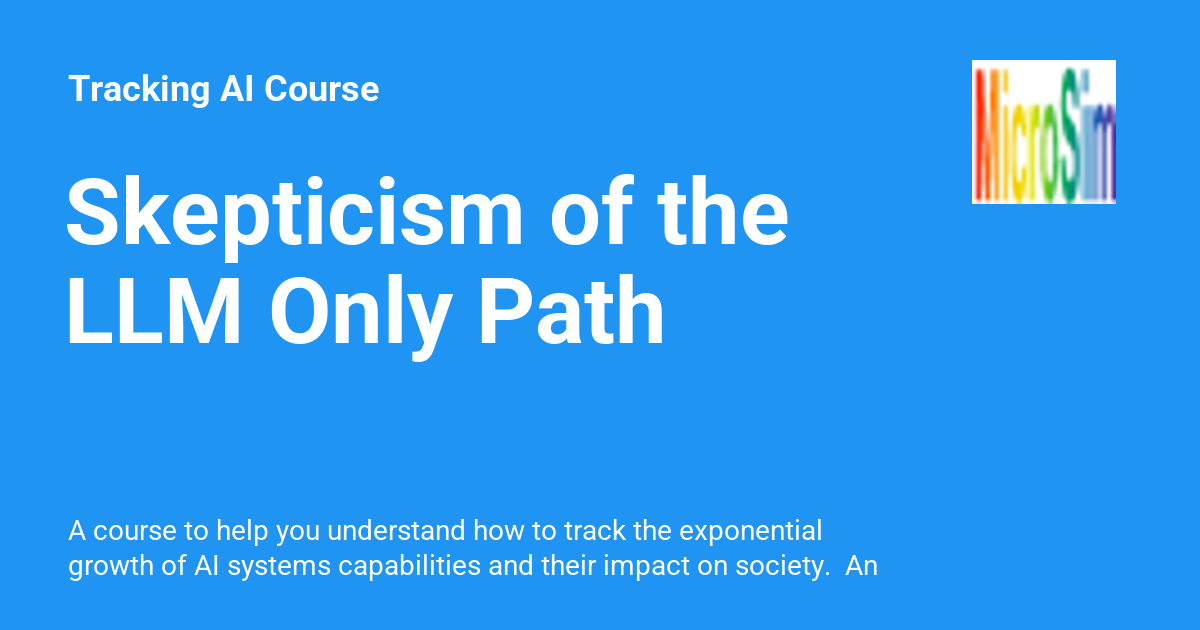 Tracking AI Course
MicroSim
Skepticism of the
LLM Only Path
A course to help you understand how to track the exponential
growth of AI systems capabilities and their impact on society.  An